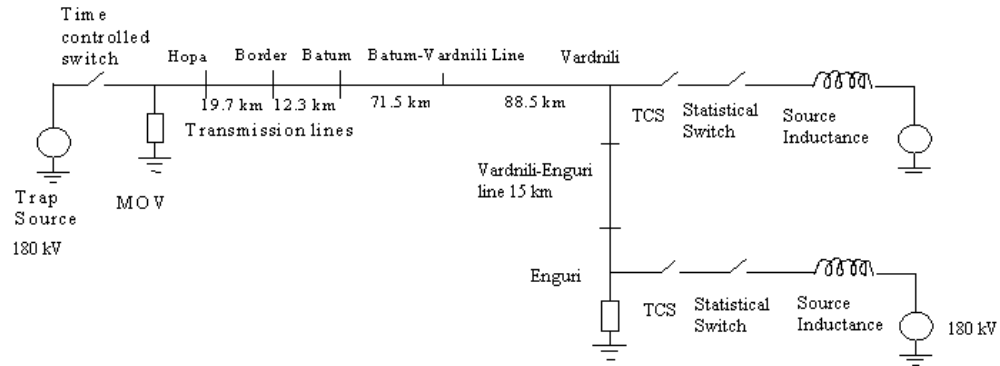 Time
controlled
switch
Hopa
Border
Batum
Batum-Vardnili Line
Vardnili
19.7 km
12.3 km
71.5 km
88.5 km
Transmission lines
TCS
Statistical
Switch
Source
Inductance
Trap
Source
180 kV
MOV
Vardnili-Enguri
line 15 km
Enguri
TCS
Statistical
Switch
Source
Inductance
180 kV